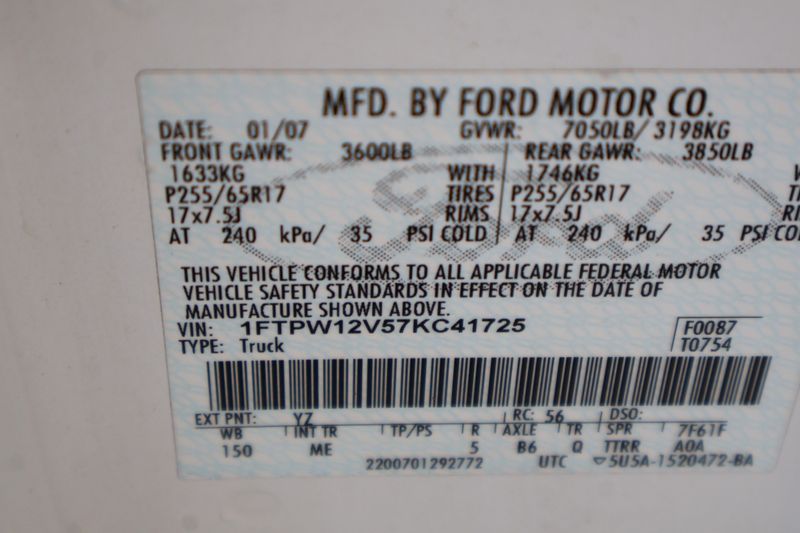 MFD. BY FORD MOTOR CO.
DATE: 01/07 GVWR: 7050LB/ 3198KG
FRONT GAWR: 3600LB REAR GAWR: 3850LB
1633KG WITH 1746KG W
P255/65R17 TIRES P255/65R17 TI
17x7.5J RIMS 17x7.5J RI
AT 240 kPa/ 35 PSI COLD AT 240 kPa/ 35 PSI CO
Ford
THIS VEHICLE CONFORMS TO ALL APPLICABLE FEDERAL MOTOR
VEHICLE SAFETY STANDARDS IN EFFECT ON THE DATE OF
MANUFACTURE SHOWN ABOVE.
VIN: 1FTPW12V57KC41725 F0087
TYPE: Truck T0754
EXT PNT: YZ RC: 56 DSO:
WB INT TR TP/PS R AXLE TR SPR 7F61F
150 ME 5 B6 Q TTRR A0A
2200701292772 UTC 5U5A-1520472-BA